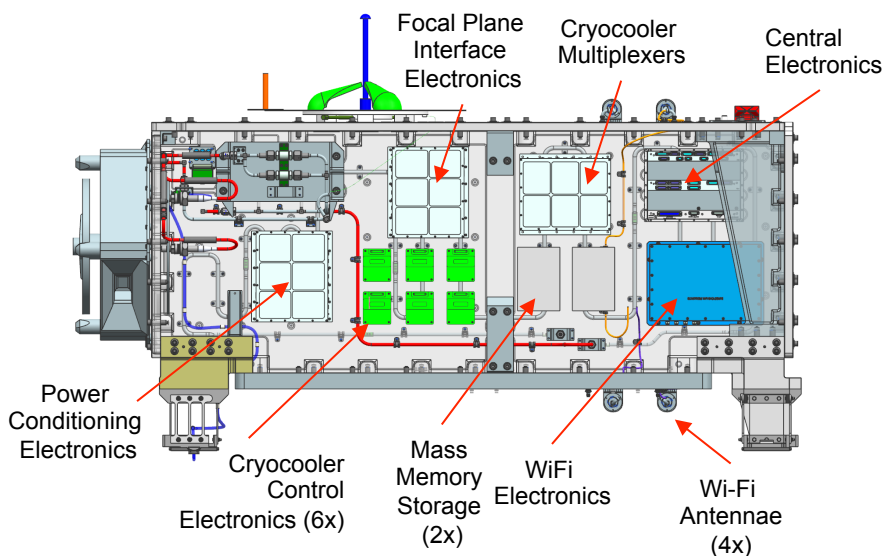 Focal Plane
Interface
Electronics
Cryocooler
Multiplexers
Central
Electronics
Power
Conditioning
Electronics
Cryocooler
Control
Electronics (6x)
Mass
Memory
Storage
(2x)
WiFi
Electronics
Wi-Fi
Antennae
(4x)